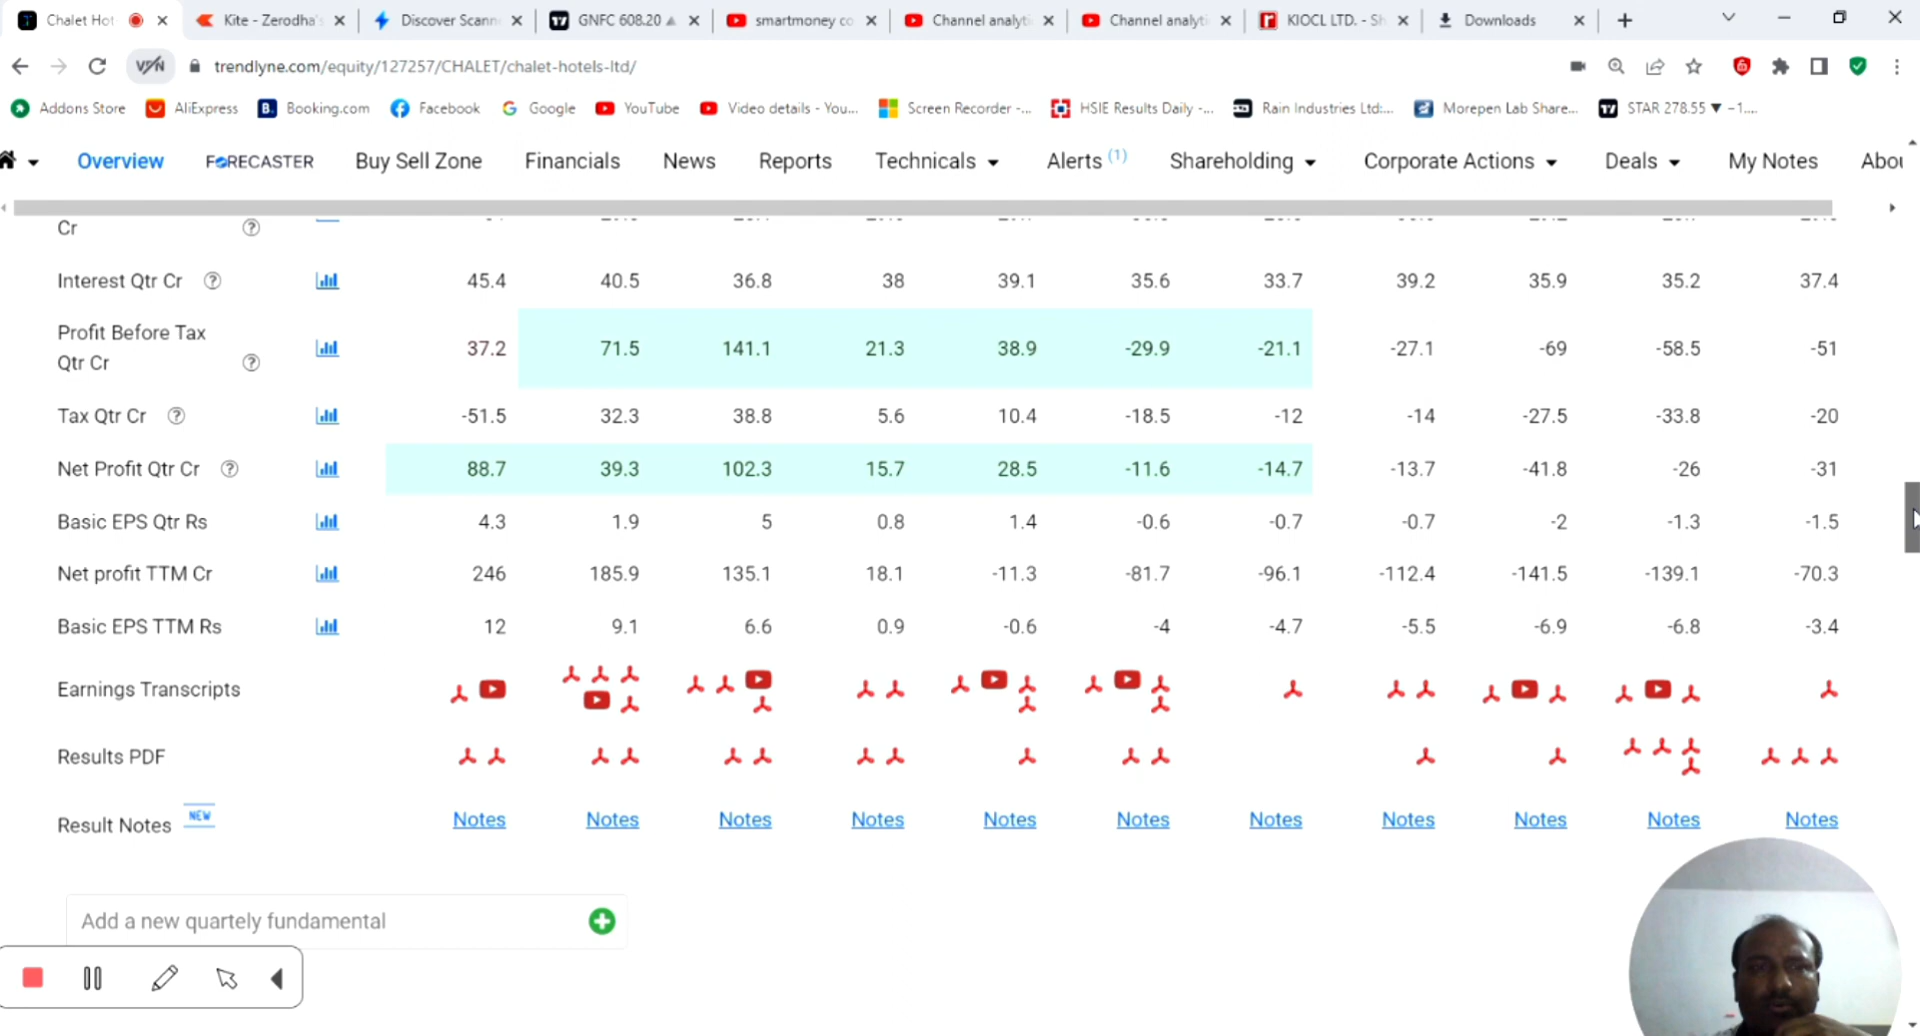 Chalet Hot
Kite - Zerodha's
Discover Scann
GNFC 608.20
smartmoney co
Channel analyti
Channel analyti
KIOCL LTD. - Sh
Downloads
VPN
trendlyne.com/equity/127257/CHALET/chalet-hotels-ltd/
Addons Store
AliExpress
Booking.com
Facebook
Google
YouTube
Video details - You...
Screen Recorder -...
HSIE Results Daily -...
Rain Industries Ltd:...
Morepen Lab Share...
STAR 278.55 ▼ −1....
Overview FORECASTER Buy Sell Zone Financials News Reports Technicals Alerts (1) Shareholding Corporate Actions Deals My Notes Abou
Cr
Interest Qtr Cr 45.4 40.5 36.8 38 39.1 35.6 33.7 39.2 35.9 35.2 37.4
Profit Before Tax
Qtr Cr 37.2 71.5 141.1 21.3 38.9 -29.9 -21.1 -27.1 -69 -58.5 -51
Tax Qtr Cr -51.5 32.3 38.8 5.6 10.4 -18.5 -12 -14 -27.5 -33.8 -20
Net Profit Qtr Cr 88.7 39.3 102.3 15.7 28.5 -11.6 -14.7 -13.7 -41.8 -26 -31
Basic EPS Qtr Rs 4.3 1.9 5 0.8 1.4 -0.6 -0.7 -0.7 -2 -1.3 -1.5
Net profit TTM Cr 246 185.9 135.1 18.1 -11.3 -81.7 -96.1 -112.4 -141.5 -139.1 -70.3
Basic EPS TTM Rs 12 9.1 6.6 0.9 -0.6 -4 -4.7 -5.5 -6.9 -6.8 -3.4
Earnings Transcripts
Results PDF
Result Notes NEW Notes Notes Notes Notes Notes Notes Notes Notes Notes Notes Notes
Add a new quartely fundamental